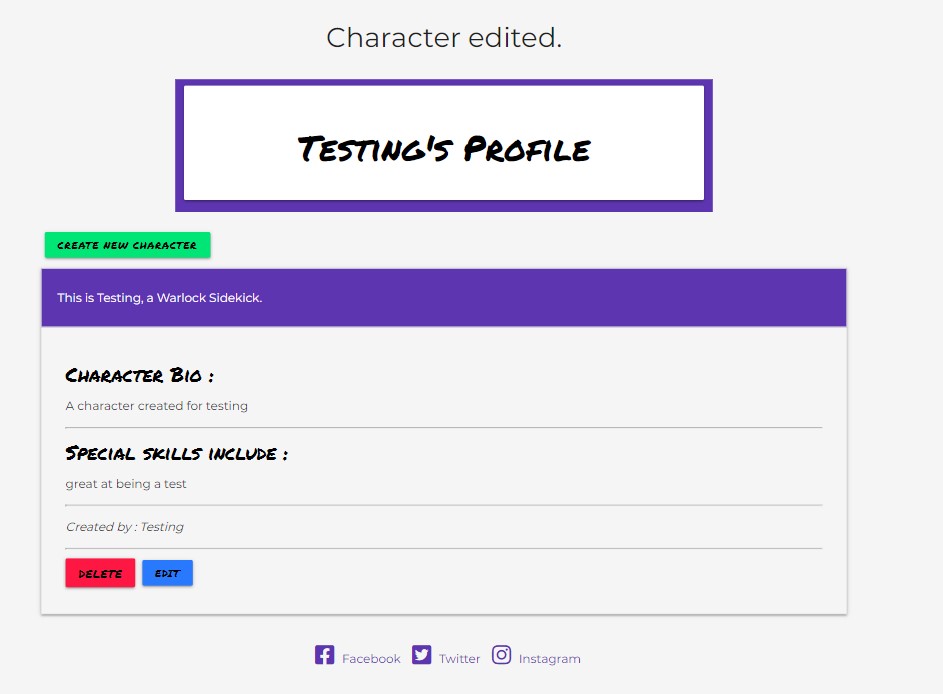 Character edited.
Testing's Profile
CREATE NEW CHARACTER
This is Testing, a Warlock Sidekick.
Character Bio :
A character created for testing
Special skills include :
great at being a test
Created by : Testing
DELETE EDIT
Facebook Twitter Instagram